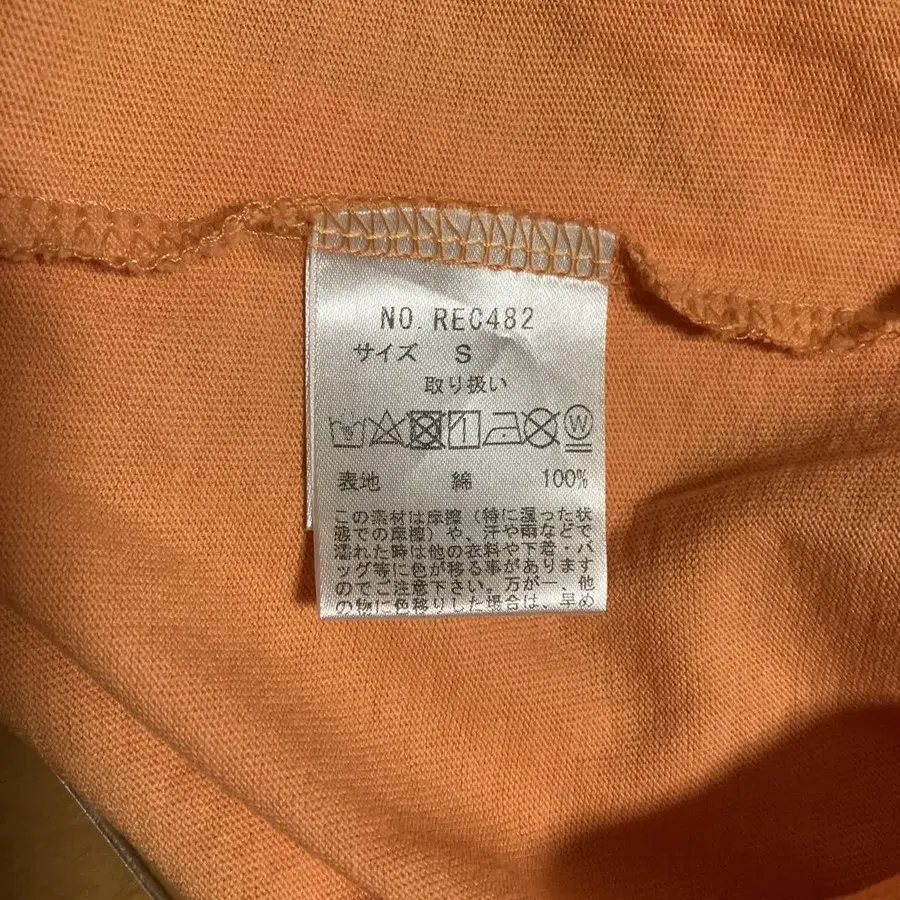 NO. REC482
サイズ S
取り扱い
W
表地 綿 100%
この素材は摩擦(特に湿った状
態での摩擦)や、汗や雨などで
濡れた時は他の衣料や下着・バ
ッグ等に色が移る事があります
のでご注意下さい。万が一、他
の物に色移りした場合は、早め